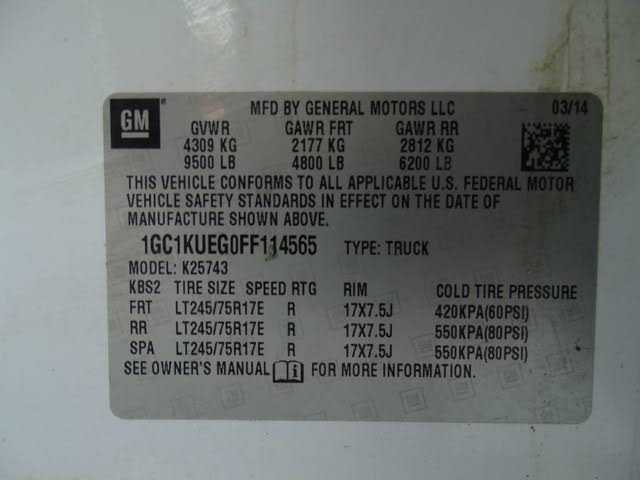 GM ®
MFD BY GENERAL MOTORS LLC 03/14
GVWR GAWR FRT GAWR RR
4309 KG 2177 KG 2812 KG
9500 LB 4800 LB 6200 LB
THIS VEHICLE CONFORMS TO ALL APPLICABLE U.S. FEDERAL MOTOR
VEHICLE SAFETY STANDARDS IN EFFECT ON THE DATE OF
MANUFACTURE SHOWN ABOVE.
1GC1KUEG0FF114565 TYPE: TRUCK
MODEL: K25743
KBS2 TIRE SIZE SPEED RTG RIM COLD TIRE PRESSURE
FRT LT245/75R17E R 17X7.5J 420KPA(60PSI)
RR LT245/75R17E R 17X7.5J 550KPA(80PSI)
SPA LT245/75R17E R 17X7.5J 550KPA(80PSI)
SEE OWNER'S MANUAL i FOR MORE INFORMATION.